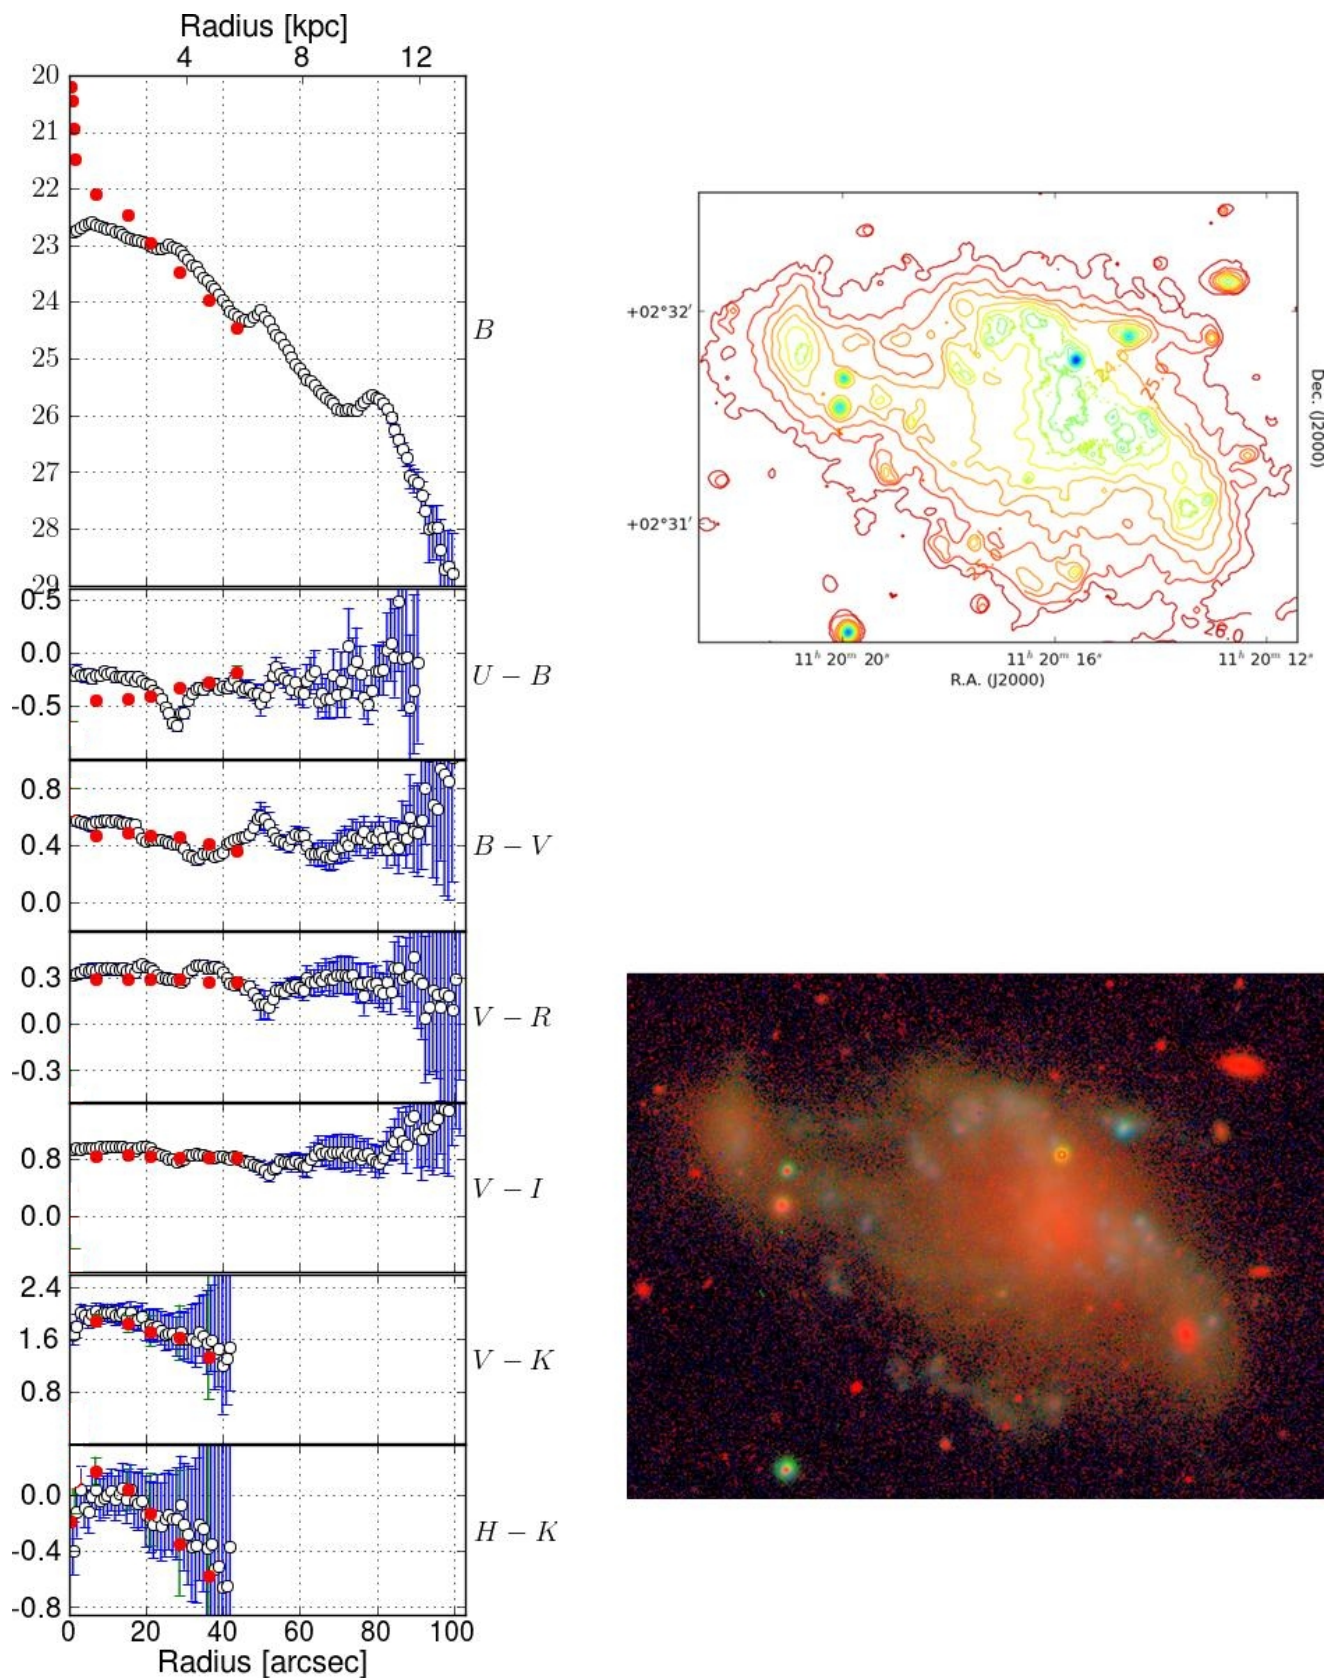 Radius [kpc]
4 8 12
20
21
22
23
24
25
26
27
28
29
B
0.5
0.0
-0.5
U − B
0.8
0.4
0.0
B − V
0.3
0.0
-0.3
V − R
0.8
0.0
V − I
2.4
1.6
0.8
V − K
0.0
-0.4
-0.8
H − K
0 20 40 60 80 100
Radius [arcsec]
+02°32′
+02°31′
24.0
25.
25.
26.0
11ʰ 20ᵐ 20ˢ 11ʰ 20ᵐ 16ˢ 11ʰ 20ᵐ 12ˢ
R.A. (J2000)
Dec. (J2000)